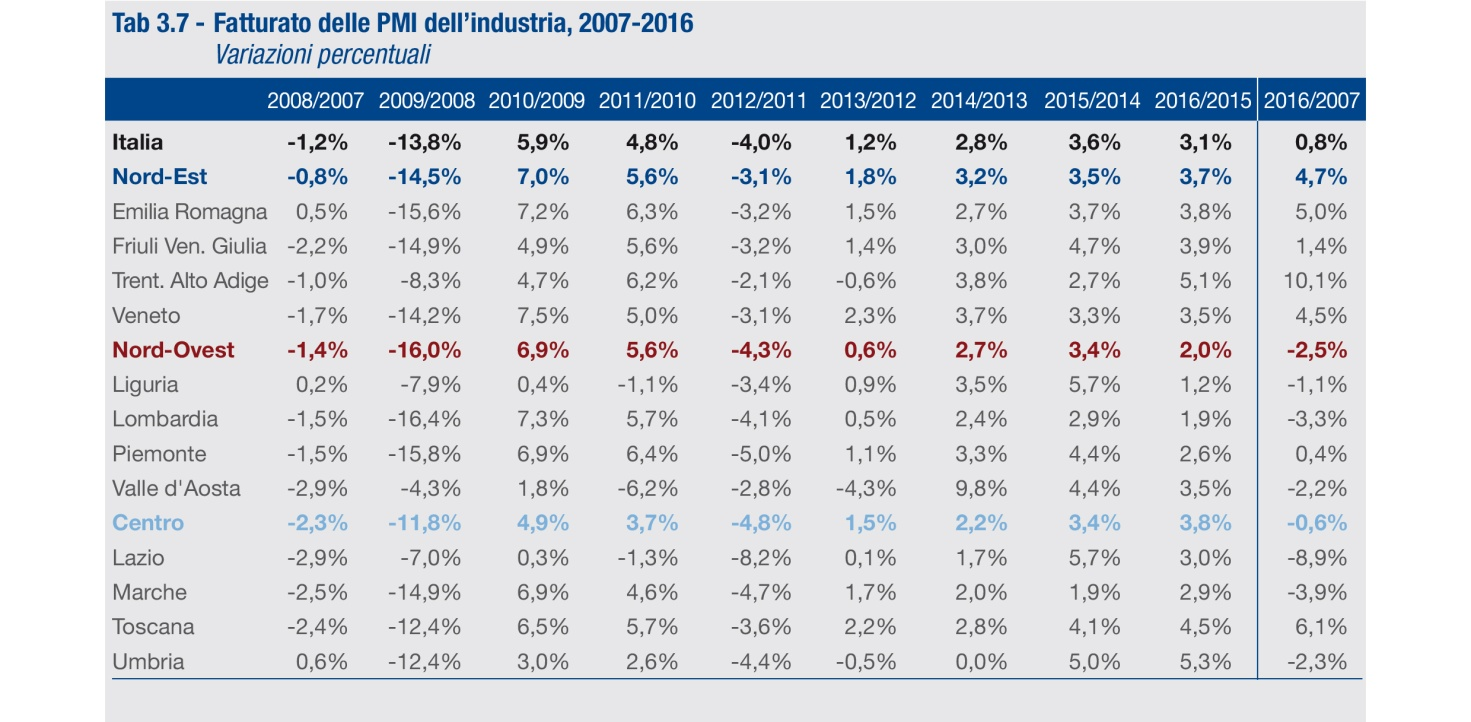 Tab 3.7 - Fatturato delle PMI dell'industria, 2007-2016
Variazioni percentuali
2008/2007 2009/2008 2010/2009 2011/2010 2012/2011 2013/2012 2014/2013 2015/2014 2016/2015 2016/2007
Italia -1,2% -13,8% 5,9% 4,8% -4,0% 1,2% 2,8% 3,6% 3,1% 0,8%
Nord-Est -0,8% -14,5% 7,0% 5,6% -3,1% 1,8% 3,2% 3,5% 3,7% 4,7%
Emilia Romagna 0,5% -15,6% 7,2% 6,3% -3,2% 1,5% 2,7% 3,7% 3,8% 5,0%
Friuli Ven. Giulia -2,2% -14,9% 4,9% 5,6% -3,2% 1,4% 3,0% 4,7% 3,9% 1,4%
Trent. Alto Adige -1,0% -8,3% 4,7% 6,2% -2,1% -0,6% 3,8% 2,7% 5,1% 10,1%
Veneto -1,7% -14,2% 7,5% 5,0% -3,1% 2,3% 3,7% 3,3% 3,5% 4,5%
Nord-Ovest -1,4% -16,0% 6,9% 5,6% -4,3% 0,6% 2,7% 3,4% 2,0% -2,5%
Liguria 0,2% -7,9% 0,4% -1,1% -3,4% 0,9% 3,5% 5,7% 1,2% -1,1%
Lombardia -1,5% -16,4% 7,3% 5,7% -4,1% 0,5% 2,4% 2,9% 1,9% -3,3%
Piemonte -1,5% -15,8% 6,9% 6,4% -5,0% 1,1% 3,3% 4,4% 2,6% 0,4%
Valle d'Aosta -2,9% -4,3% 1,8% -6,2% -2,8% -4,3% 9,8% 4,4% 3,5% -2,2%
Centro -2,3% -11,8% 4,9% 3,7% -4,8% 1,5% 2,2% 3,4% 3,8% -0,6%
Lazio -2,9% -7,0% 0,3% -1,3% -8,2% 0,1% 1,7% 5,7% 3,0% -8,9%
Marche -2,5% -14,9% 6,9% 4,6% -4,7% 1,7% 2,0% 1,9% 2,9% -3,9%
Toscana -2,4% -12,4% 6,5% 5,7% -3,6% 2,2% 2,8% 4,1% 4,5% 6,1%
Umbria 0,6% -12,4% 3,0% 2,6% -4,4% -0,5% 0,0% 5,0% 5,3% -2,3%